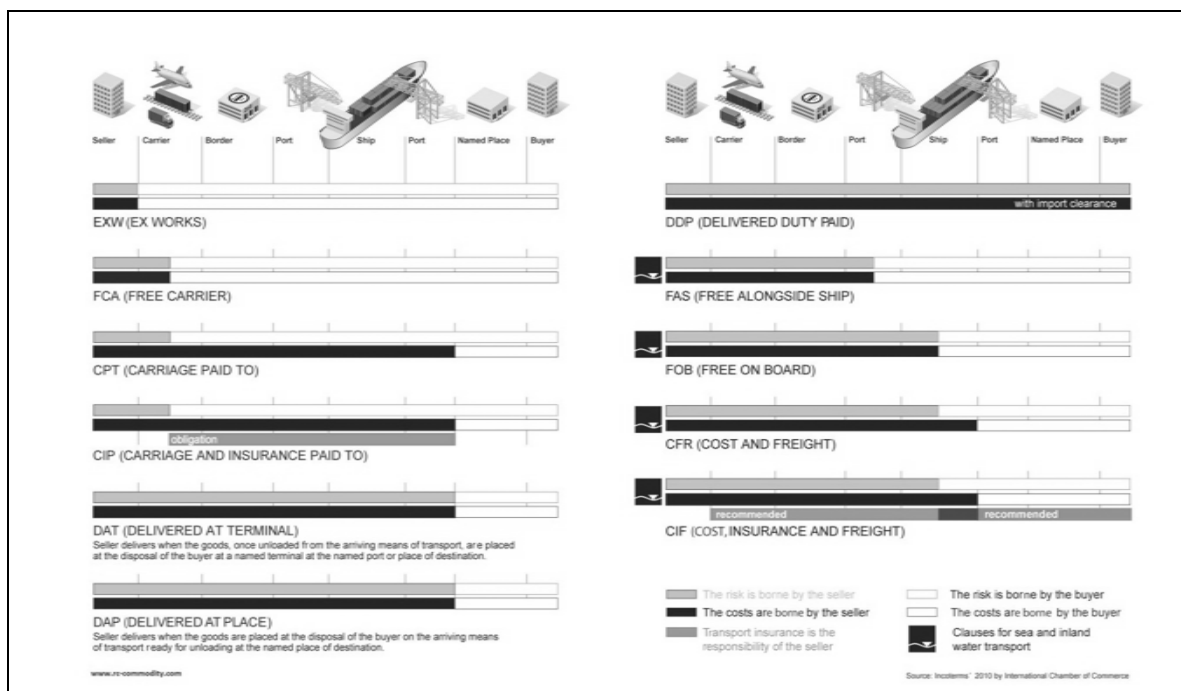 Seller Carrier Border Port Ship Port Named Place Buyer
EXW (EX WORKS)
FCA (FREE CARRIER)
CPT (CARRIAGE PAID TO)
obligation
CIP (CARRIAGE AND INSURANCE PAID TO)
DAT (DELIVERED AT TERMINAL)
Seller delivers when the goods, once unloaded from the arriving means of transport, are placed
at the disposal of the buyer at a named terminal at the named port or place of destination.
DAP (DELIVERED AT PLACE)
Seller delivers when the goods are placed at the disposal of the buyer on the arriving means
of transport ready for unloading at the named place of destination.
www.rc-commodity.com
Seller Carrier Border Port Ship Port Named Place Buyer
with import clearance
DDP (DELIVERED DUTY PAID)
FAS (FREE ALONGSIDE SHIP)
FOB (FREE ON BOARD)
CFR (COST AND FREIGHT)
recommended recommended
CIF (COST, INSURANCE AND FREIGHT)
The risk is borne by the seller
The costs are borne by the seller
Transport insurance is the
responsibility of the seller
The risk is borne by the buyer
The costs are borne by the buyer
Clauses for sea and inland
water transport
Source: Incoterms® 2010 by International Chamber of Commerce